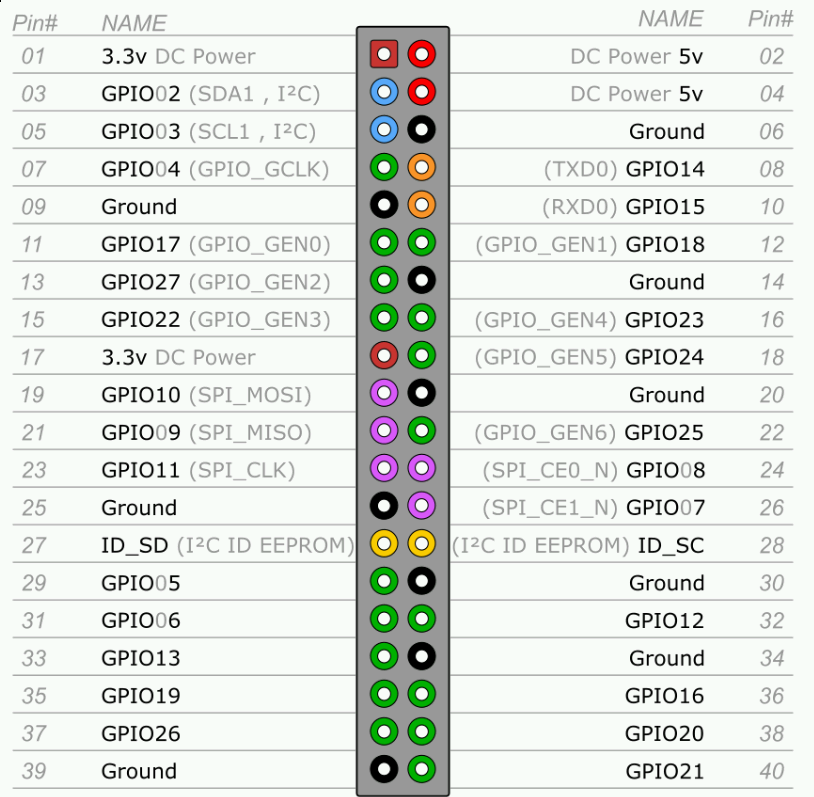 Pin# NAME NAME Pin#
01 3.3v DC Power DC Power 5v 02
03 GPIO02 (SDA1 , I²C) DC Power 5v 04
05 GPIO03 (SCL1 , I²C) Ground 06
07 GPIO04 (GPIO_GCLK) (TXD0) GPIO14 08
09 Ground (RXD0) GPIO15 10
11 GPIO17 (GPIO_GEN0) (GPIO_GEN1) GPIO18 12
13 GPIO27 (GPIO_GEN2) Ground 14
15 GPIO22 (GPIO_GEN3) (GPIO_GEN4) GPIO23 16
17 3.3v DC Power (GPIO_GEN5) GPIO24 18
19 GPIO10 (SPI_MOSI) Ground 20
21 GPIO09 (SPI_MISO) (GPIO_GEN6) GPIO25 22
23 GPIO11 (SPI_CLK) (SPI_CE0_N) GPIO08 24
25 Ground (SPI_CE1_N) GPIO07 26
27 ID_SD (I²C ID EEPROM) (I²C ID EEPROM) ID_SC 28
29 GPIO05 Ground 30
31 GPIO06 GPIO12 32
33 GPIO13 Ground 34
35 GPIO19 GPIO16 36
37 GPIO26 GPIO20 38
39 Ground GPIO21 40